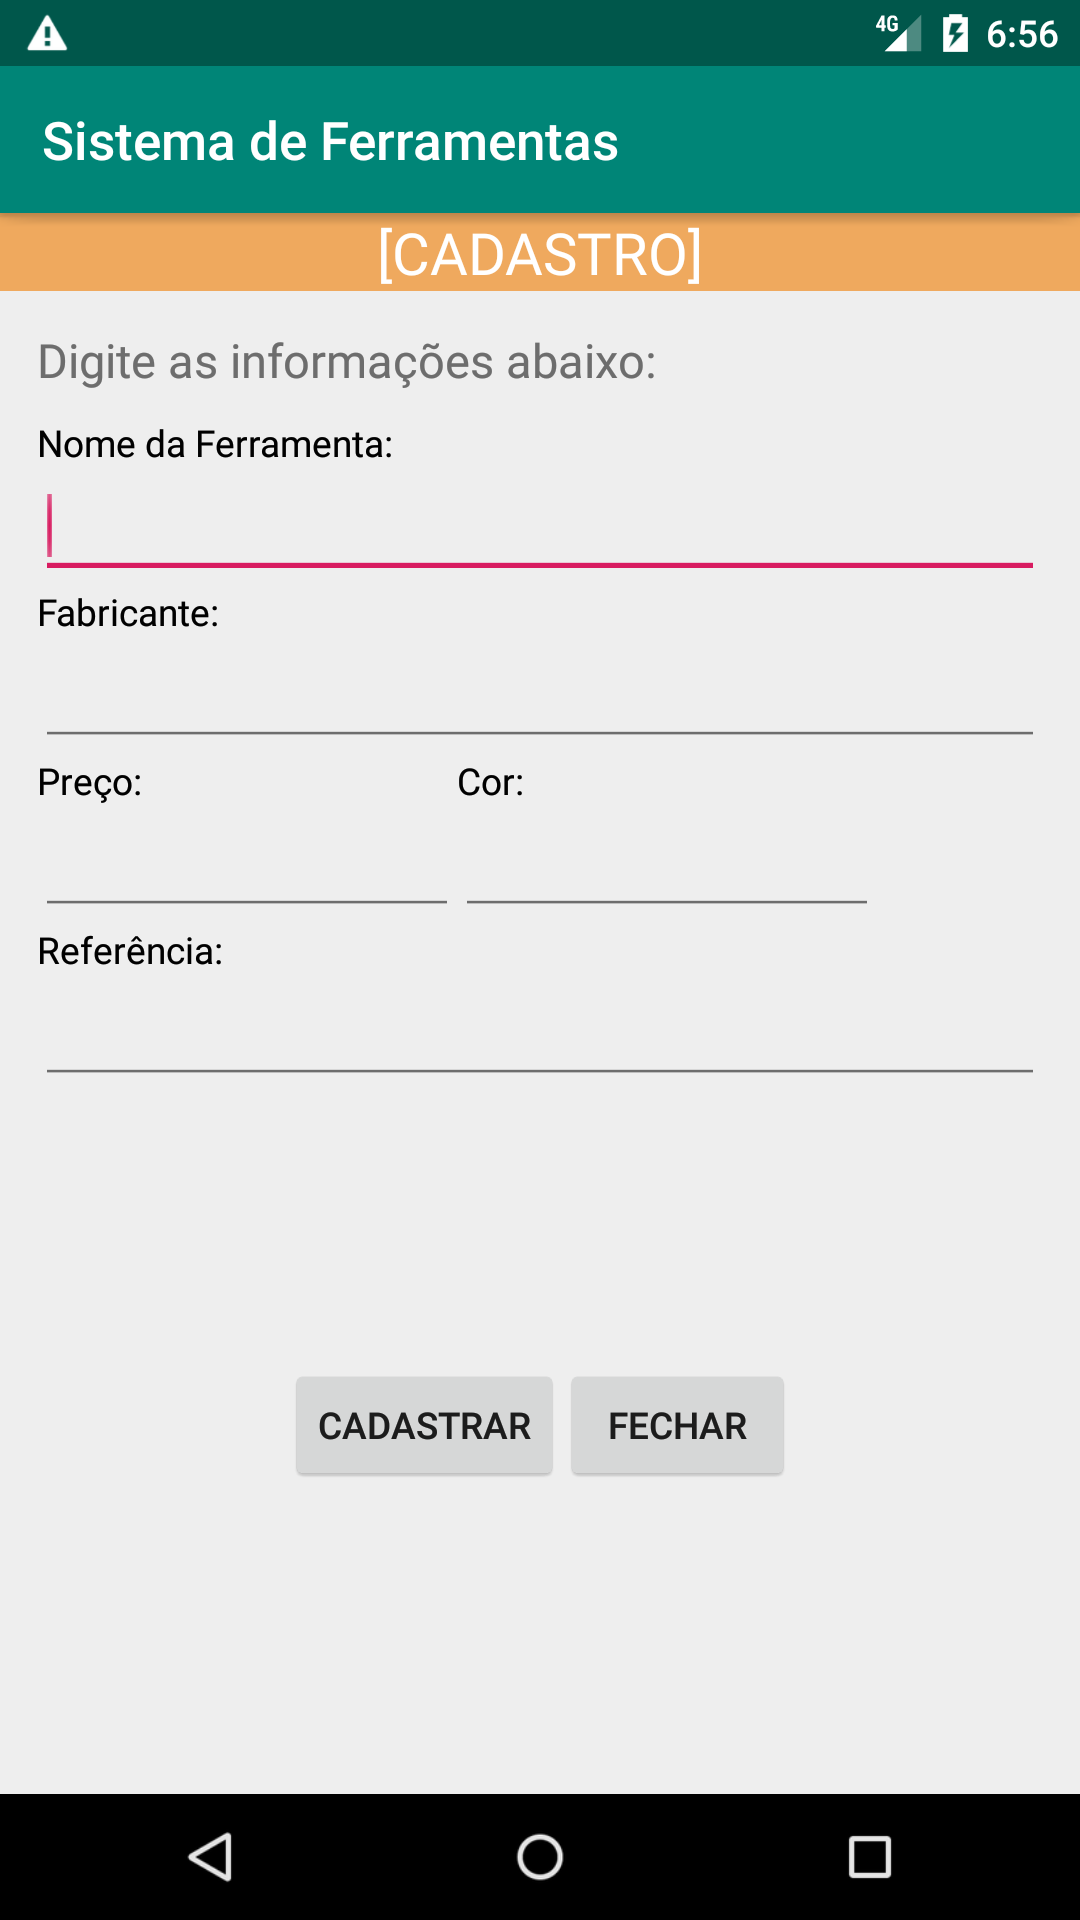 4G 6:56
Sistema de Ferramentas
[CADASTRO]
Digite as informações abaixo:
Nome da Ferramenta:
Fabricante:
Preço: Cor:
Referência:
CADASTRAR FECHAR